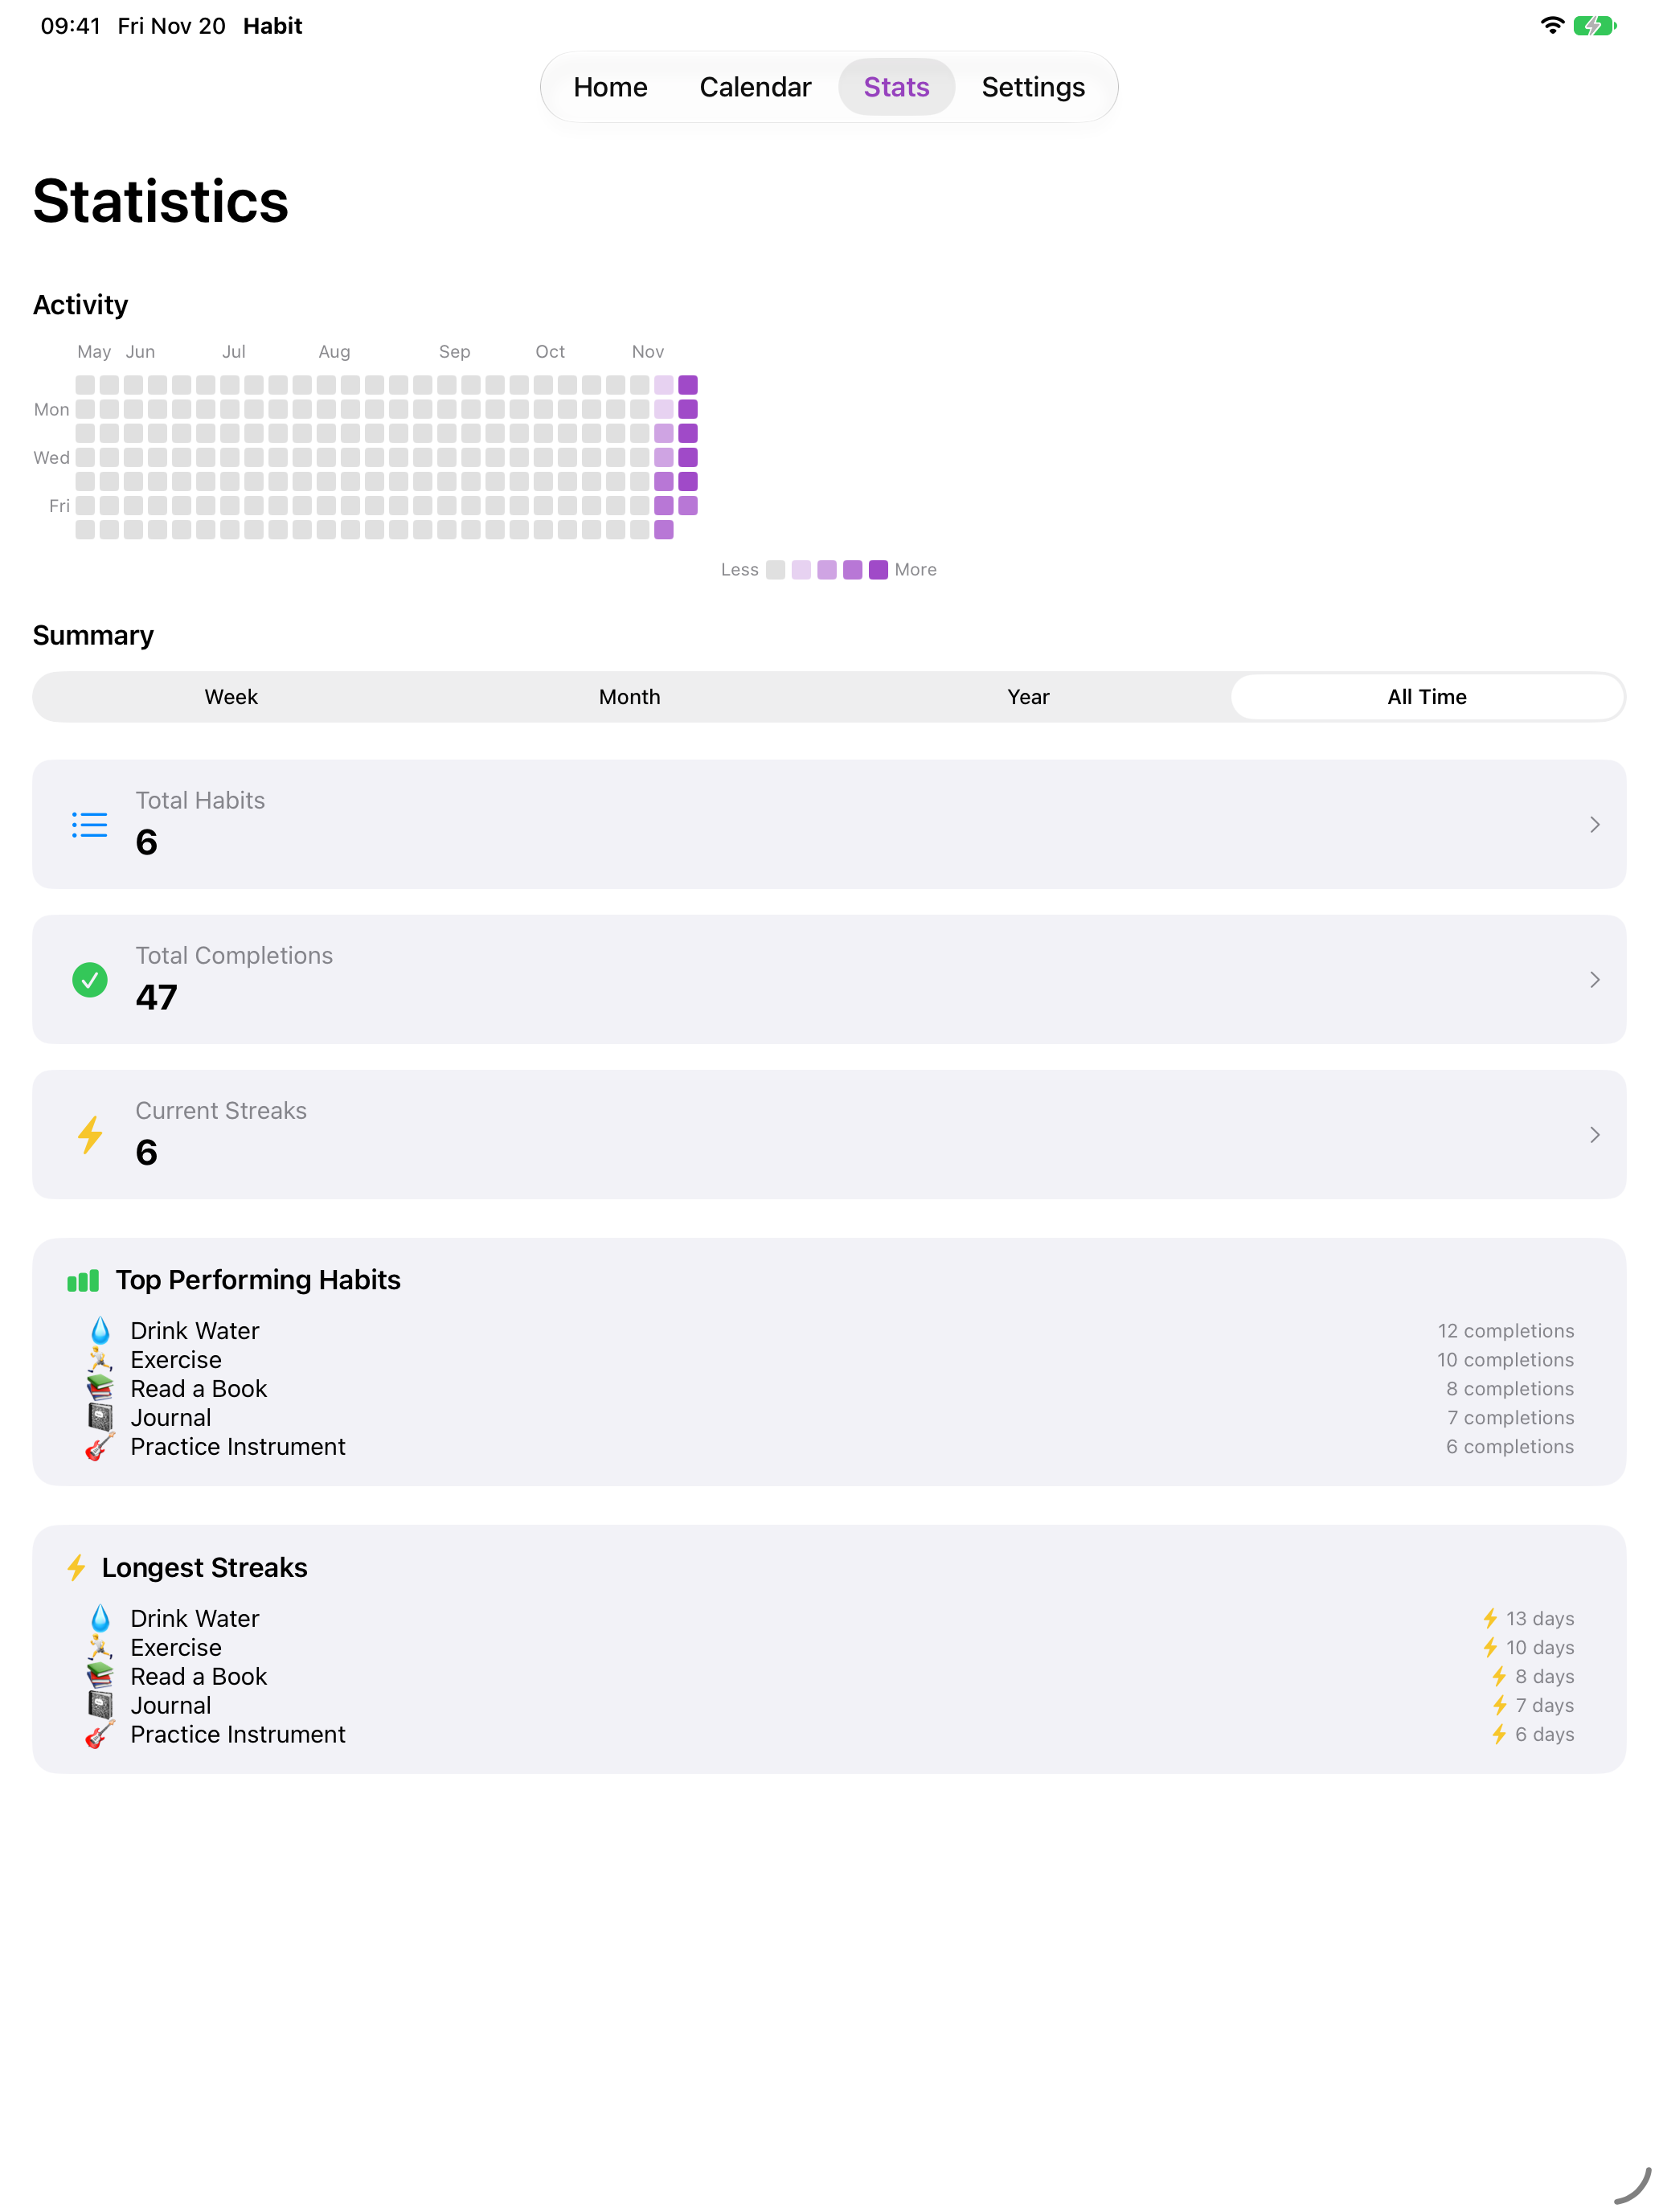 09:41 Fri Nov 20 Habit
Home Calendar Stats Settings
Statistics
Activity
May Jun Jul Aug Sep Oct Nov
Mon
Wed
Fri
Less More
Summary
Week Month Year All Time
Total Habits
6
Total Completions
47
Current Streaks
6
Top Performing Habits
Drink Water 12 completions
Exercise 10 completions
Read a Book 8 completions
Journal 7 completions
Practice Instrument 6 completions
Longest Streaks
Drink Water 13 days
Exercise 10 days
Read a Book 8 days
Journal 7 days
Practice Instrument 6 days